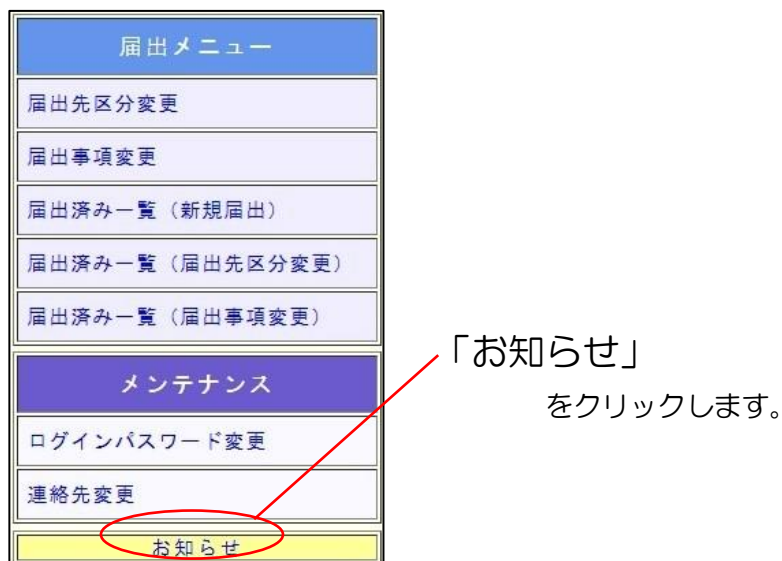 届出メニュー
届出先区分変更
届出事項変更
届出済み一覧（新規届出）
届出済み一覧（届出先区分変更）
届出済み一覧（届出事項変更）
メンテナンス
ログインパスワード変更
連絡先変更
お知らせ
「お知らせ」
をクリックします。